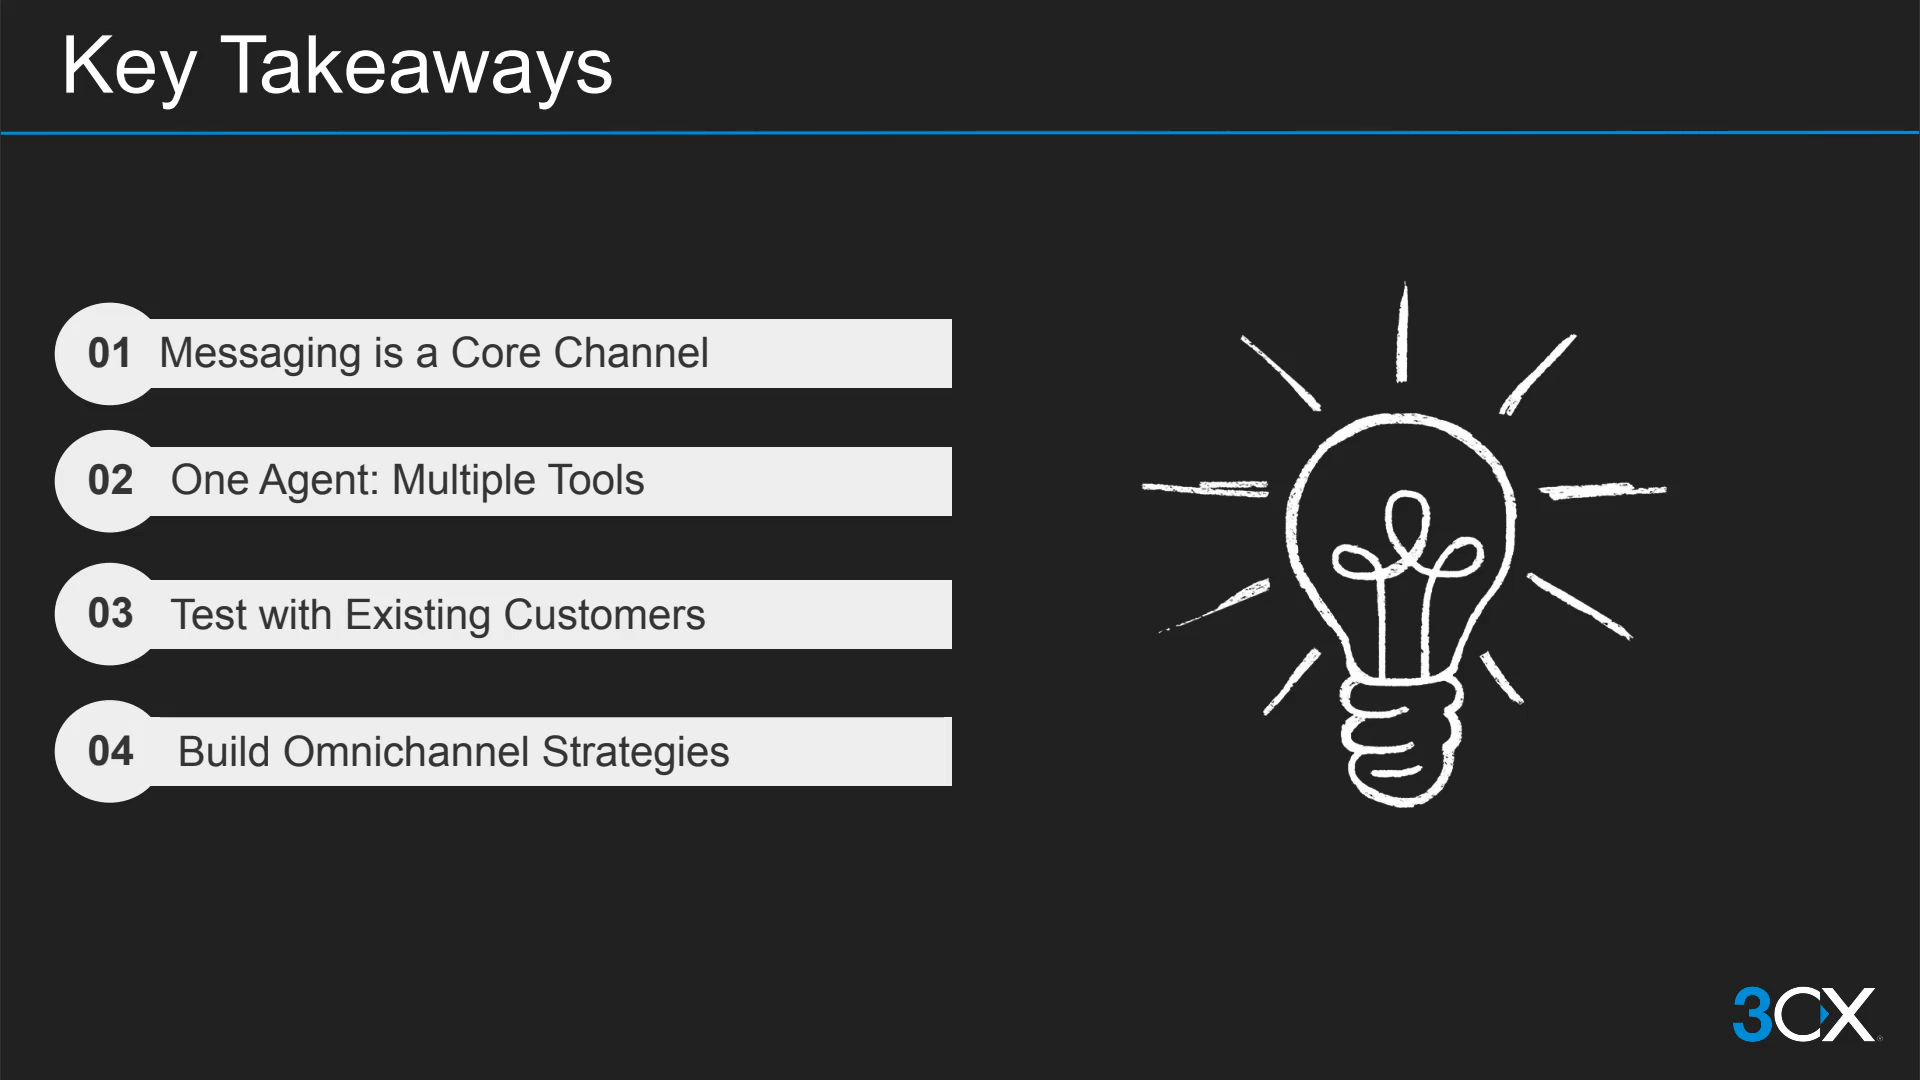 Key Takeaways
01 Messaging is a Core Channel
02 One Agent: Multiple Tools
03 Test with Existing Customers
04 Build Omnichannel Strategies
3CX